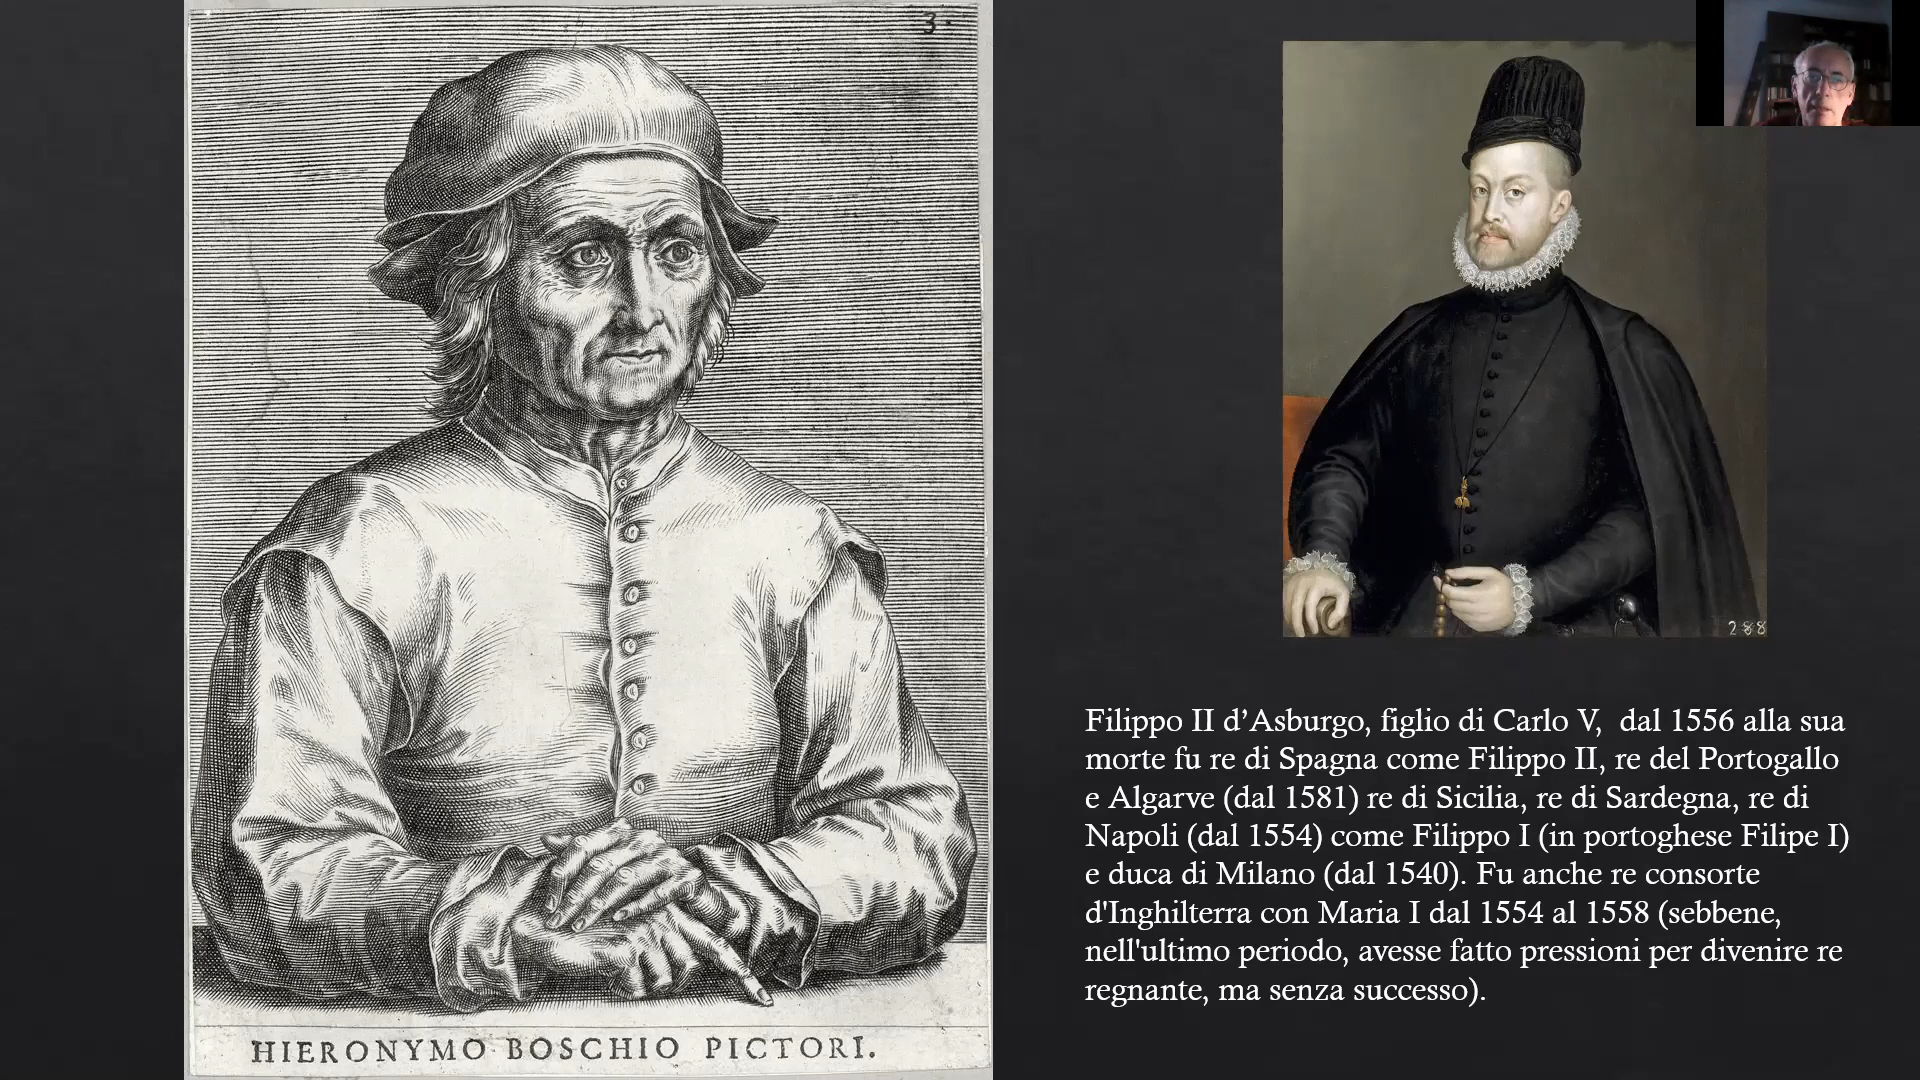 3.
HIERONYMO BOSCHIO PICTORI.
288
Filippo II d’Asburgo, figlio di Carlo V,  dal 1556 alla sua
morte fu re di Spagna come Filippo II, re del Portogallo
e Algarve (dal 1581) re di Sicilia, re di Sardegna, re di
Napoli (dal 1554) come Filippo I (in portoghese Filipe I)
e duca di Milano (dal 1540). Fu anche re consorte
d'Inghilterra con Maria I dal 1554 al 1558 (sebbene,
nell'ultimo periodo, avesse fatto pressioni per divenire re
regnante, ma senza successo).